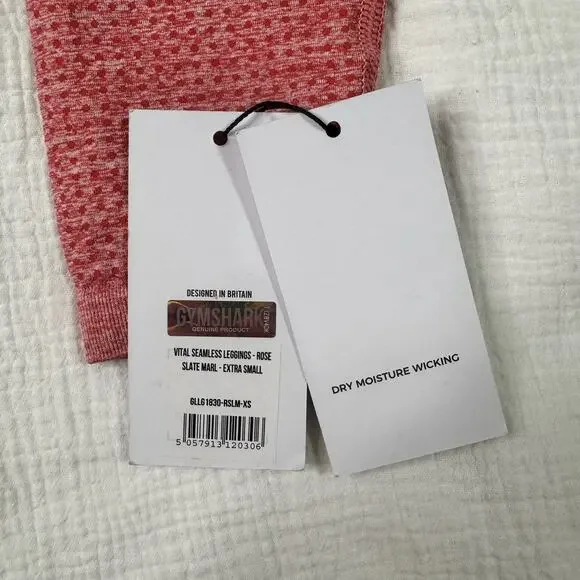 DESIGNED IN BRITAIN
GYMSHARK
GENUINE PRODUCT
VITAL SEAMLESS LEGGINGS - ROSE
SLATE MARL - EXTRA SMALL
GLLG1830-RSLM-XS
5 057913 120306
DRY MOISTURE WICKING